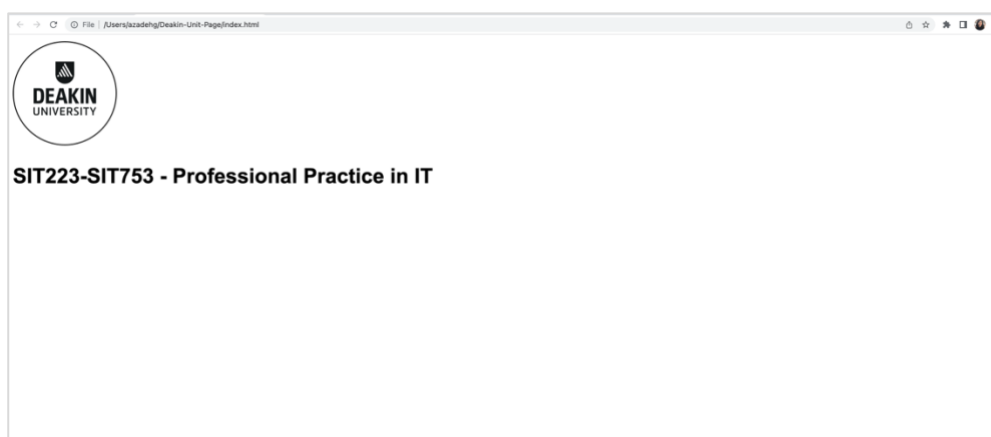 File | /Users/azadehg/Deakin-Unit-Page/index.html
DEAKIN
UNIVERSITY
SIT223-SIT753 - Professional Practice in IT